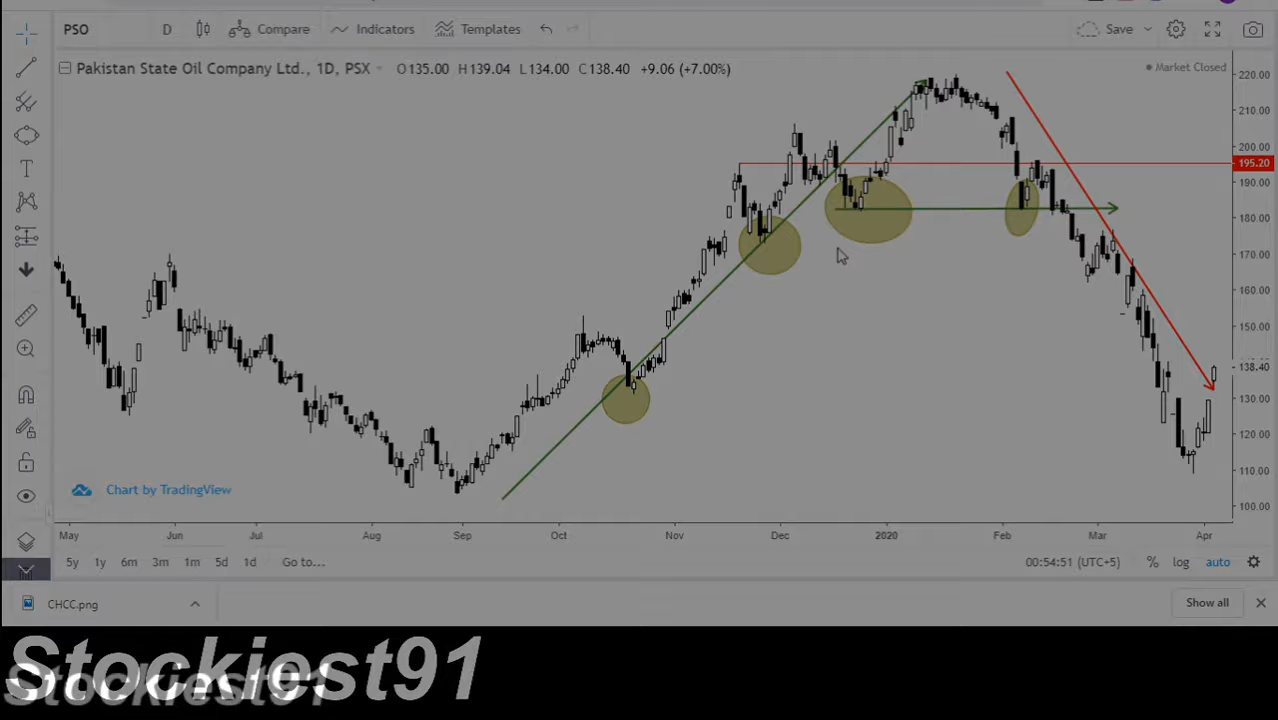 PSO D Compare Indicators Templates Save
Pakistan State Oil Company Ltd., 1D, PSX O135.00 H139.04 L134.00 C138.40 +9.06 (+7.00%) Market Closed
220.00
210.00
200.00
195.20
190.00
180.00
170.00
160.00
150.00
138.40
130.00
120.00
110.00
100.00
Chart by TradingView
May Jun Jul Aug Sep Oct Nov Dec 2020 Feb Mar Apr
5y 1y 6m 3m 1m 5d 1d Go to... 00:54:51 (UTC+5) % log auto
CHCC.png Show all
Stockiest91
Stockiest91